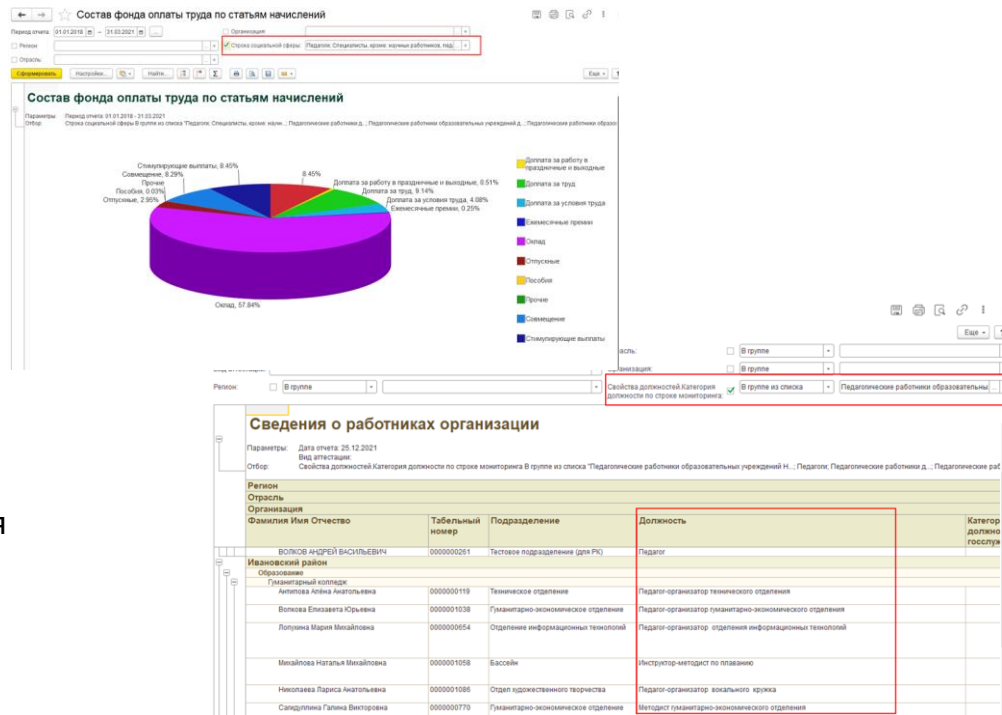 Состав фонда оплаты труда по статьям начислений
Период отчета: 01.01.2018 – 31.03.2021 ... Организация:
Регион: Строка социальной сферы: Педагоги; Специалисты, кроме: научных работников, пед
Отрасль:
Сформировать Настройки... Найти... Еще
Состав фонда оплаты труда по статьям начислений
Параметры: Период отчета: 01.01.2018 - 31.03.2021
Отбор: Строка социальной сферы В группе из списка "Педагоги; Специалисты, кроме: научн...; Педагогические работники д...; Педагогические работники образовательных учреждений д...; Педагогические работники образо
Стимулирующие выплаты, 8.45%
Совмещение, 8.29%
Прочие
Пособия, 0.03%
Отпускные, 2.95%
8.45%
Доплата за работу в праздничные и выходные, 0.51%
Доплата за труд, 9.14%
Доплата за условия труда, 4.08%
Ежемесячные премии, 0.25%
Оклад, 57.84%
Доплата за работу в
праздничные и выходные
Доплата за труд
Доплата за условия труда
Ежемесячные премии
Оклад
Отпускные
Пособия
Прочие
Совмещение
Стимулирующие выплаты
Еще
асль: В группе
анизация: В группе
Регион: В группе
Свойства должностей.Категория
должности по строке мониторинга: В группе из списка Педагогические работники образовательны ...
Сведения о работниках организации
Параметры: Дата отчета: 25.12.2021
Вид аттестации:
Отбор: Свойства должностей.Категория должности по строке мониторинга В группе из списка "Педагогические работники образовательных учреждений Н...; Педагоги; Педагогические работники д...; Педагогические раб
Регион
Отрасль
Организация
Фамилия Имя Отчество Табельный номер Подразделение Должность Категор должно госслуж
ВОЛКОВ АНДРЕЙ ВАСИЛЬЕВИЧ 0000000261 Тестовое подразделение (для РК) Педагог
Ивановский район
Образование
Гуманитарный колледж
Антипова Алёна Анатольевна 0000000119 Техническое отделение Педагог-организатор технического отделения
Волкова Елизавета Юрьевна 0000001038 Гуманитарно-экономическое отделение Педагог-организатор гуманитарно-экономического отделения
Лопухина Мария Михайловна 0000000654 Отделение информационных технологий Педагог-организатор отделения информационных технологий
Михайлова Наталья Михайловна 0000001058 Бассейн Инструктор-методист по плаванию
Николаева Лариса Анатольевна 0000001086 Отдел художественного творчества Педагог-организатор вокального кружка
Сагидуллина Галина Викторовна 0000000770 Гуманитарно-экономическое отделение Методист гуманитарно-экономического отделения
я